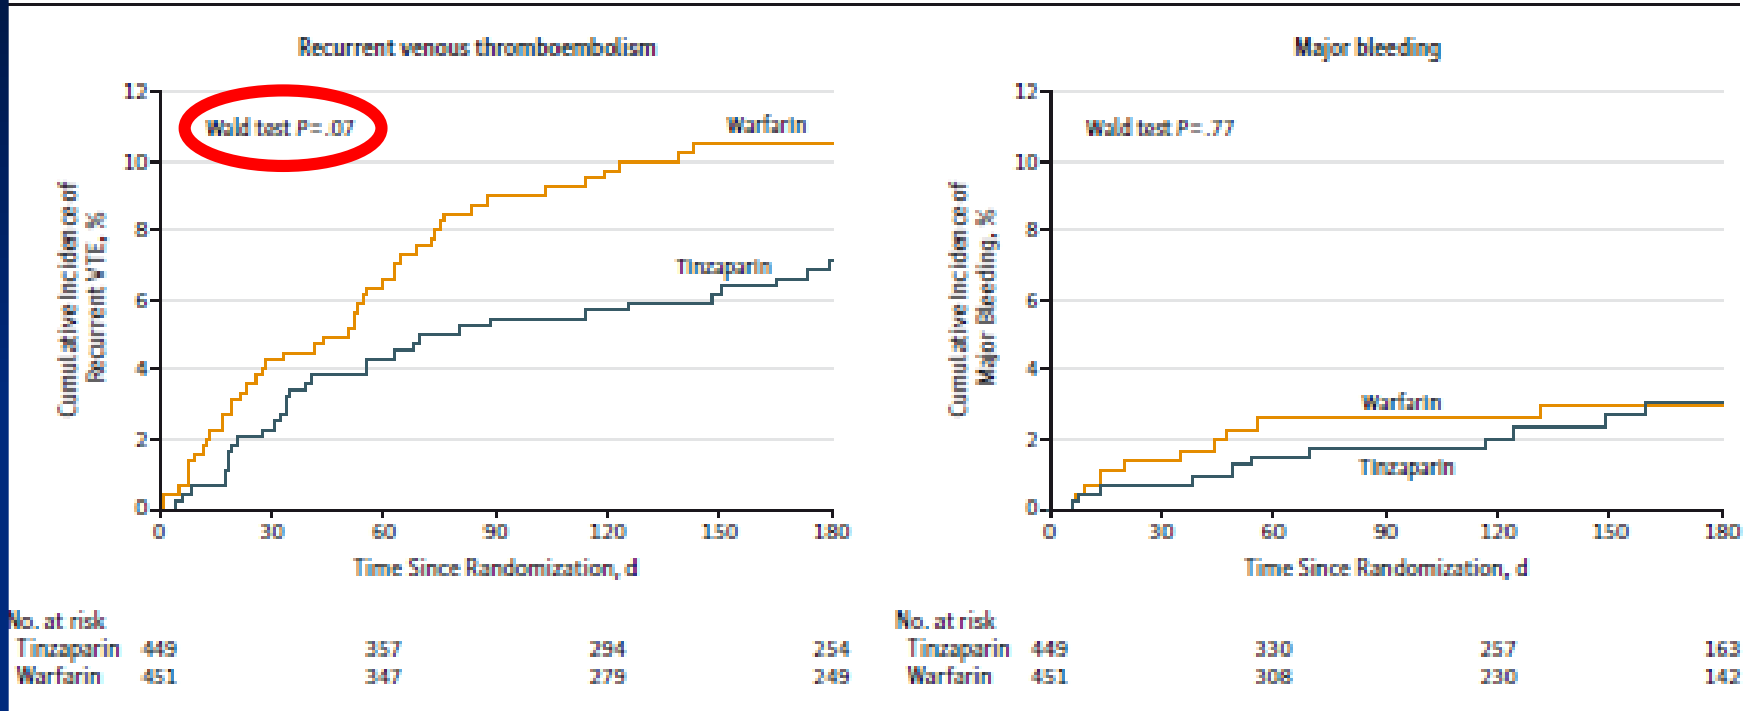 Recurrent venous thromboembolism
12
10
8
6
4
2
0
Cumulative Incidence of
Recurrent VTE, %
Wald test P=.07
Warfarin
Tinzaparin
0 30 60 90 120 150 180
Time Since Randomization, d
No. at risk
Tinzaparin 449 357 294 254
Warfarin 451 347 279 249
Major bleeding
12
10
8
6
4
2
0
Cumulative Incidence of
Major Bleeding, %
Wald test P=.77
Warfarin
Tinzaparin
0 30 60 90 120 150 180
Time Since Randomization, d
No. at risk
Tinzaparin 449 330 257 163
Warfarin 451 308 230 142